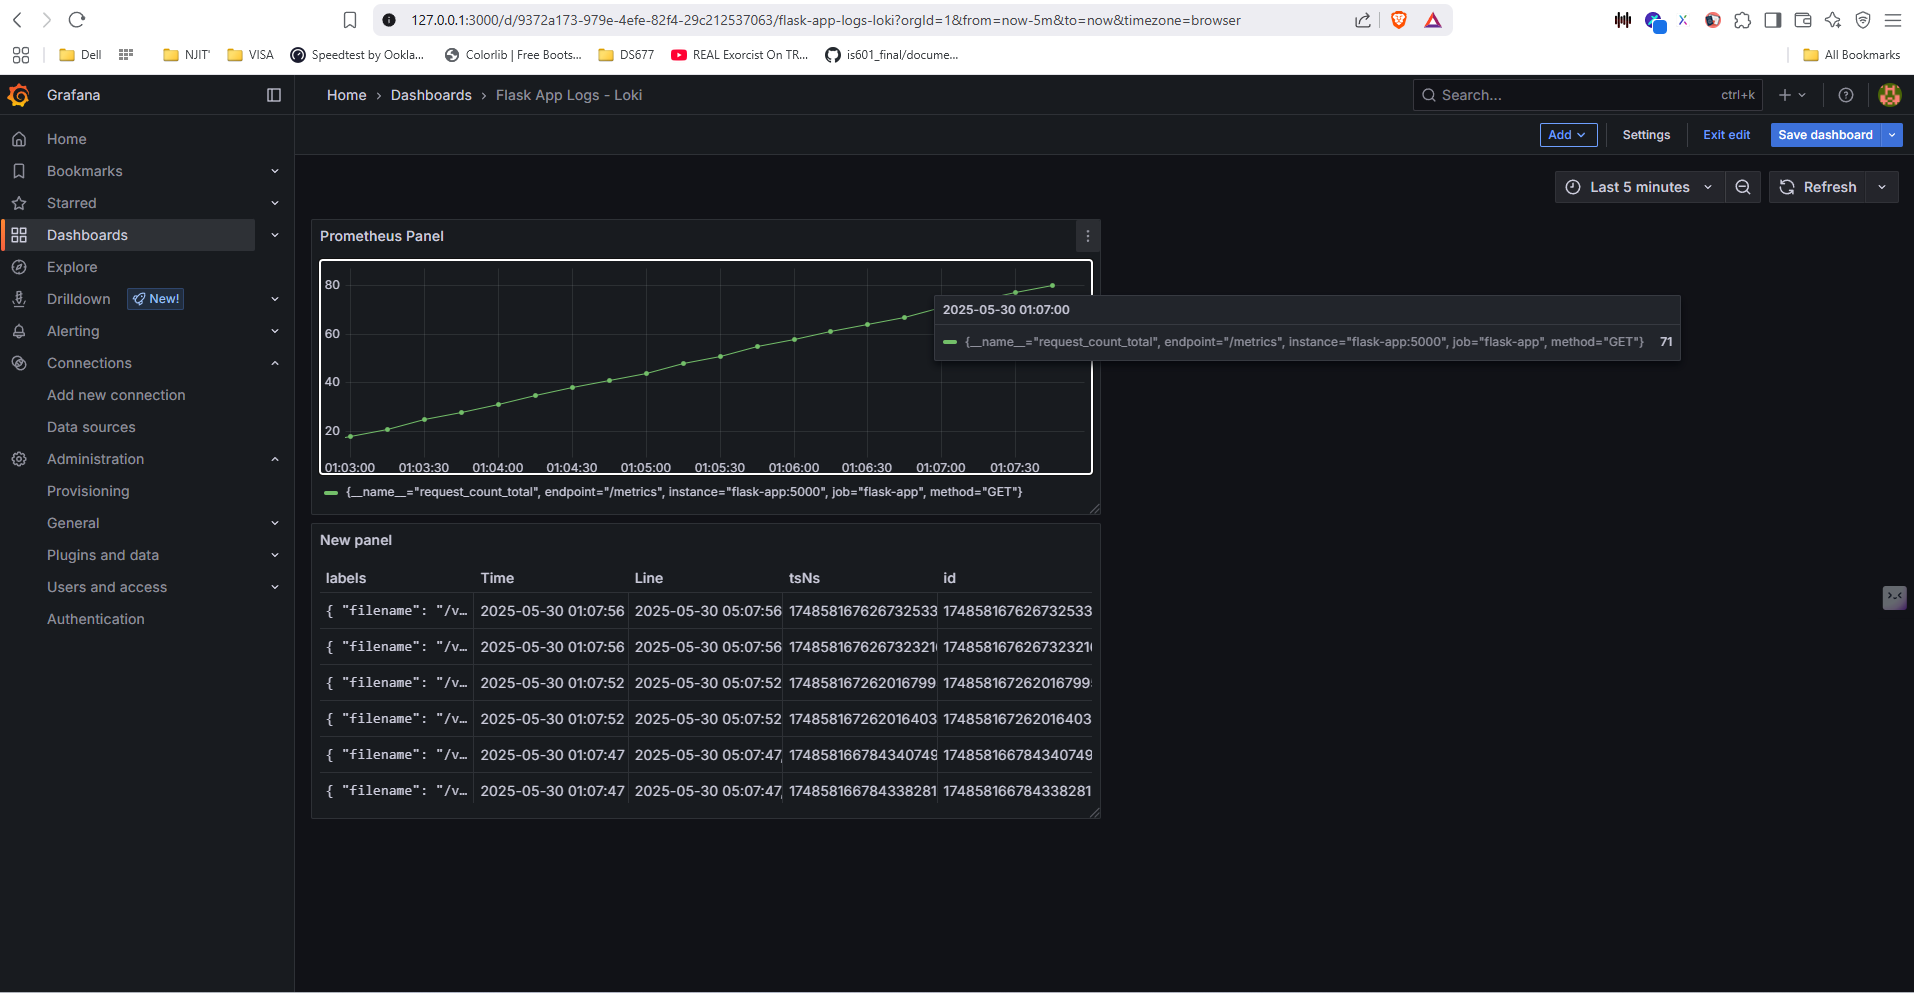 127.0.0.1:3000/d/9372a173-979e-4efe-82f4-29c212537063/flask-app-logs-loki?orgId=1&from=now-5m&to=now&timezone=browser
Dell NJIT' VISA Speedtest by Ookla... Colorlib | Free Boots... DS677 REAL Exorcist On TR... is601_final/docume... All Bookmarks
Grafana
Home › Dashboards › Flask App Logs - Loki
Search... ctrl+k
Add Settings Exit edit Save dashboard
Last 5 minutes Refresh
Home
Bookmarks
Starred
Dashboards
Explore
Drilldown New!
Alerting
Connections
Add new connection
Data sources
Administration
Provisioning
General
Plugins and data
Users and access
Authentication
Prometheus Panel
80
60
40
20
01:03:00 01:03:30 01:04:00 01:04:30 01:05:00 01:05:30 01:06:00 01:06:30 01:07:00 01:07:30
2025-05-30 01:07:00
{__name__="request_count_total", endpoint="/metrics", instance="flask-app:5000", job="flask-app", method="GET"} 71
{__name__="request_count_total", endpoint="/metrics", instance="flask-app:5000", job="flask-app", method="GET"}
New panel
labels Time Line tsNs id
{ "filename": "/v… 2025-05-30 01:07:56 2025-05-30 05:07:56 174858167626732533 174858167626732533
{ "filename": "/v… 2025-05-30 01:07:56 2025-05-30 05:07:56 174858167626732321 174858167626732321
{ "filename": "/v… 2025-05-30 01:07:52 2025-05-30 05:07:52 174858167262016799 174858167262016799
{ "filename": "/v… 2025-05-30 01:07:52 2025-05-30 05:07:52 174858167262016403 174858167262016403
{ "filename": "/v… 2025-05-30 01:07:47 2025-05-30 05:07:47, 174858166784340749 174858166784340749
{ "filename": "/v… 2025-05-30 01:07:47 2025-05-30 05:07:47, 174858166784338281 174858166784338281